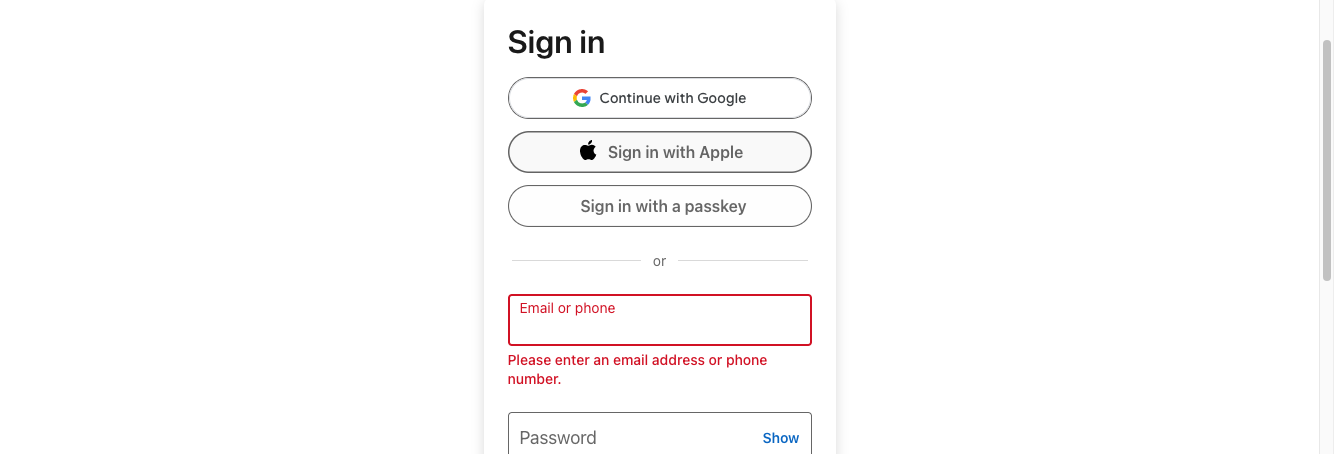 Sign in
Continue with Google
Sign in with Apple
Sign in with a passkey
or
Email or phone
Please enter an email address or phone
number.
Password
Show